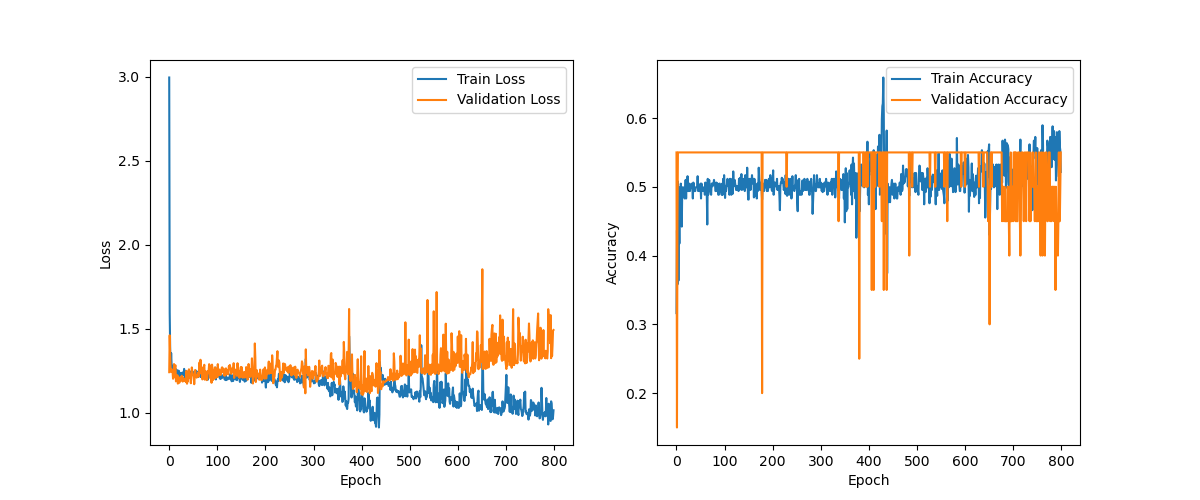 Train Loss
Validation Loss
3.0
2.5
2.0
1.5
1.0
Loss
0 100 200 300 400 500 600 700 800
Epoch
Train Accuracy
Validation Accuracy
0.6
0.5
0.4
0.3
0.2
Accuracy
0 100 200 300 400 500 600 700 800
Epoch